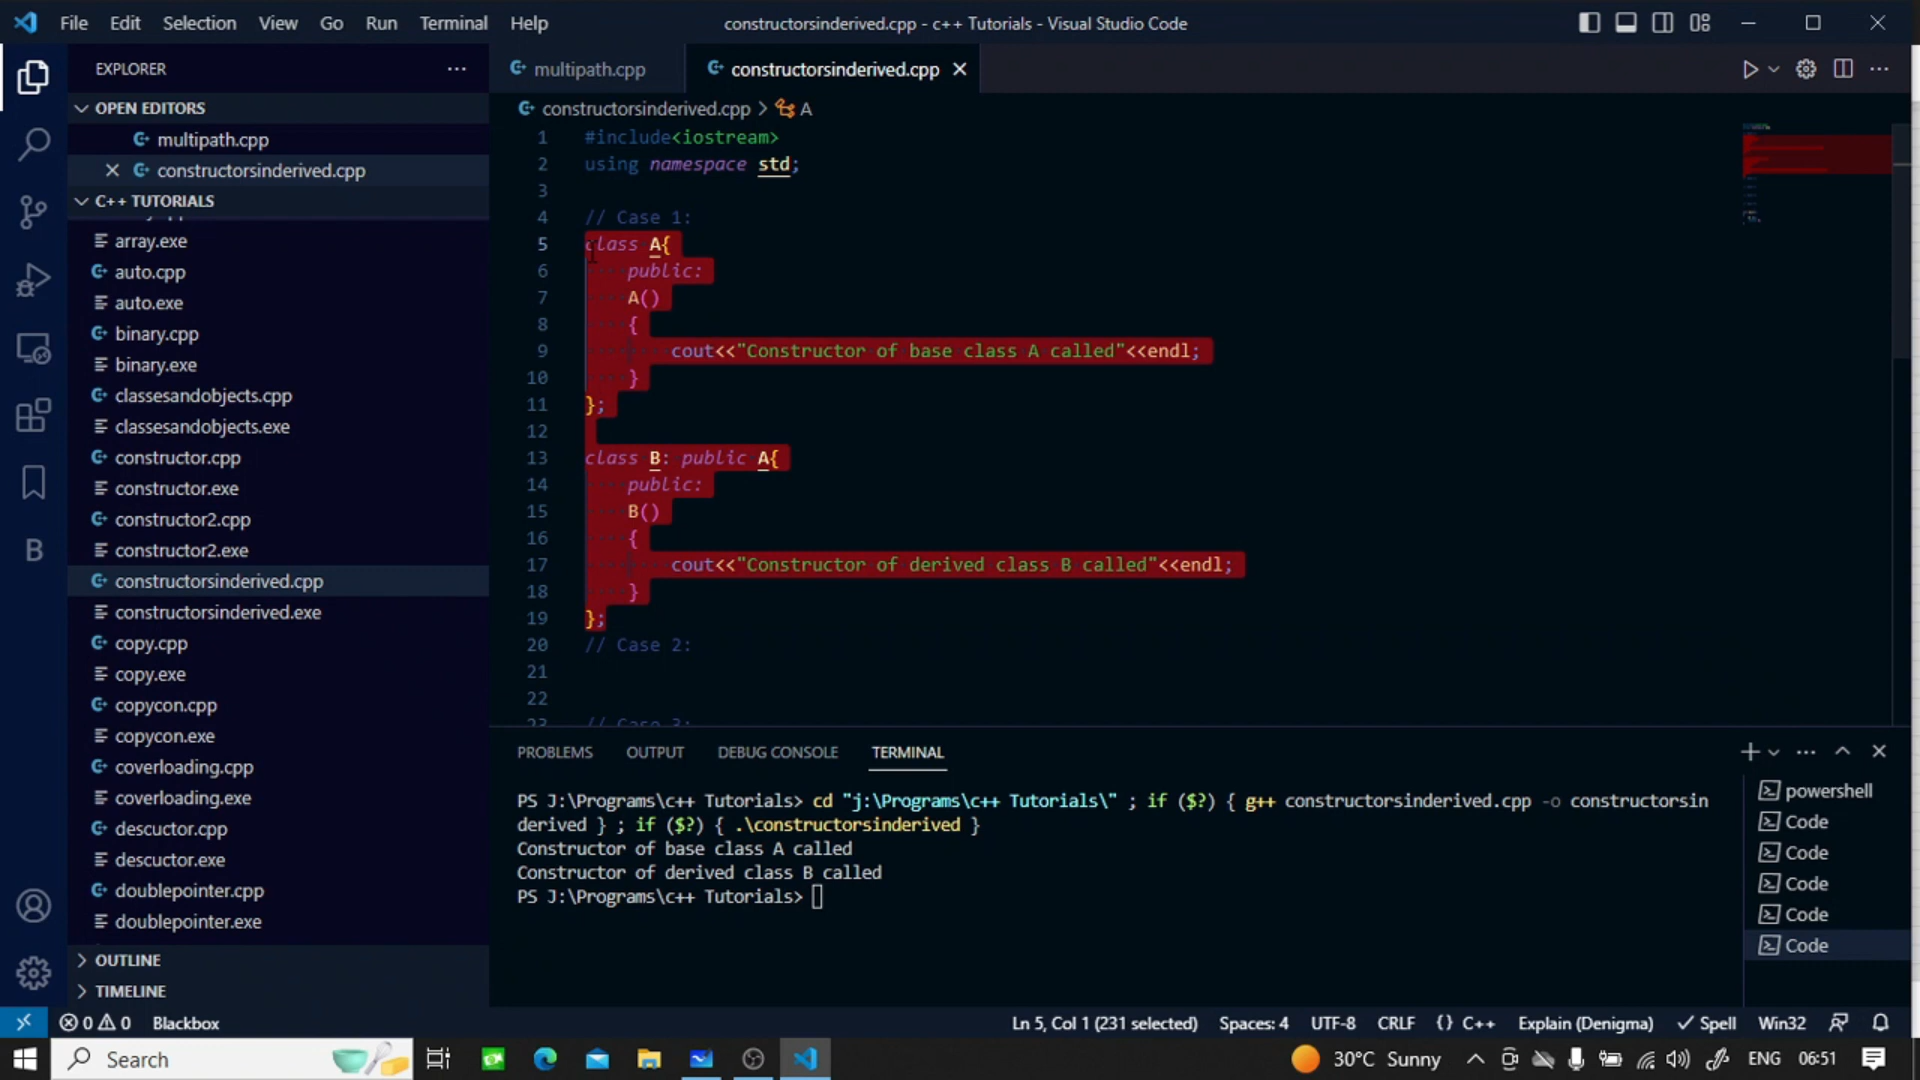 File Edit Selection View Go Run Terminal Help
constructorsinderived.cpp - c++ Tutorials - Visual Studio Code
EXPLORER
OPEN EDITORS
multipath.cpp
constructorsinderived.cpp
C++ TUTORIALS
array.exe
auto.cpp
auto.exe
binary.cpp
binary.exe
classesandobjects.cpp
classesandobjects.exe
constructor.cpp
constructor.exe
constructor2.cpp
constructor2.exe
constructorsinderived.cpp
constructorsinderived.exe
copy.cpp
copy.exe
copycon.cpp
copycon.exe
coverloading.cpp
coverloading.exe
descuctor.cpp
descuctor.exe
doublepointer.cpp
doublepointer.exe
OUTLINE
TIMELINE
multipath.cpp
constructorsinderived.cpp
constructorsinderived.cpp > A
1 #include<iostream>
2 using namespace std;
3
4 // Case 1:
5 class A{
6 public:
7 A()
8 {
9 cout<<"Constructor of base class A called"<<endl;
10 }
11 };
12
13 class B: public A{
14 public:
15 B()
16 {
17 cout<<"Constructor of derived class B called"<<endl;
18 }
19 };
20 // Case 2:
21
22
23 // Case 3:
PROBLEMS OUTPUT DEBUG CONSOLE TERMINAL
PS J:\Programs\c++ Tutorials> cd "j:\Programs\c++ Tutorials\" ; if ($?) { g++ constructorsinderived.cpp -o constructorsin
derived } ; if ($?) { .\constructorsinderived }
Constructor of base class A called
Constructor of derived class B called
PS J:\Programs\c++ Tutorials>
powershell
Code
Code
Code
Code
Code
0 0 Blackbox
Ln 5, Col 1 (231 selected) Spaces: 4 UTF-8 CRLF {} C++ Explain (Denigma) Spell Win32
Search
30°C Sunny
ENG 06:51